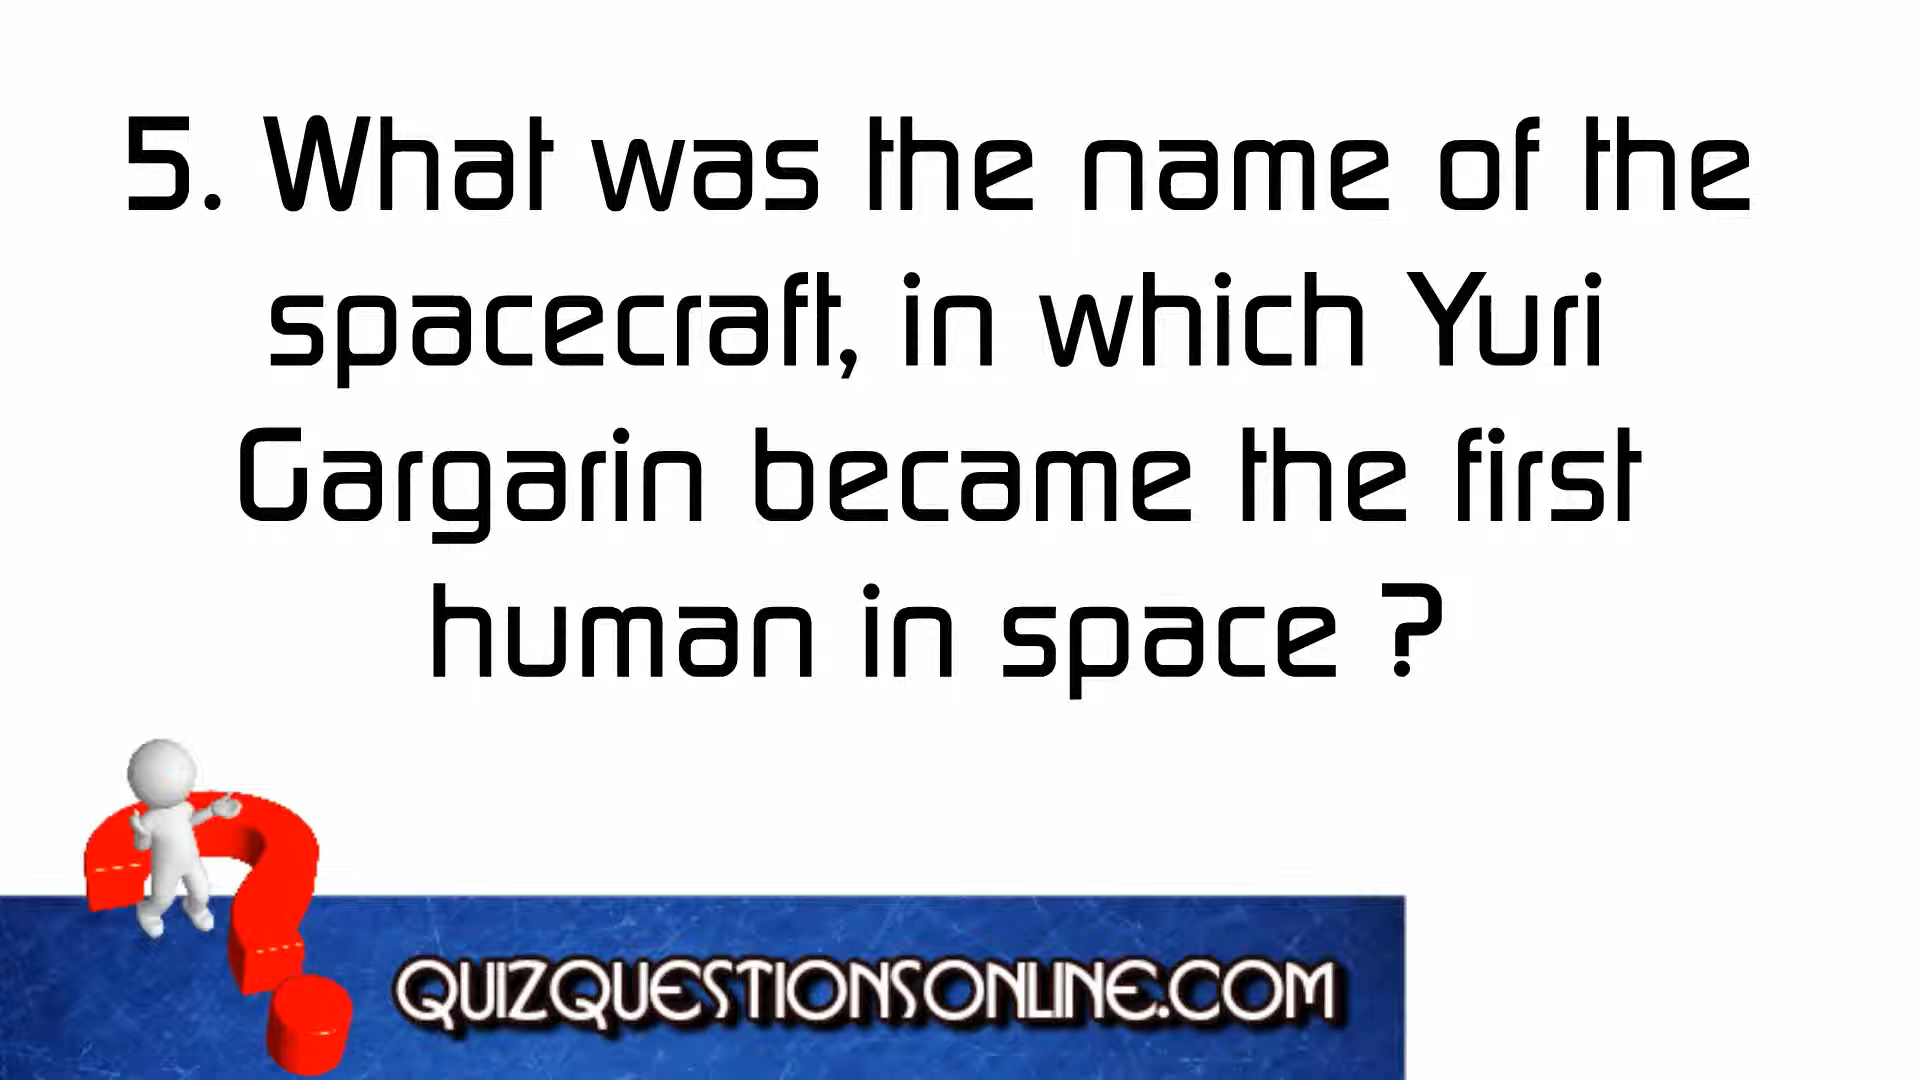 5. What was the name of the
spacecraft, in which Yuri
Gargarin became the first
human in space ?
QUIZQUESTIONSONLINE.COM